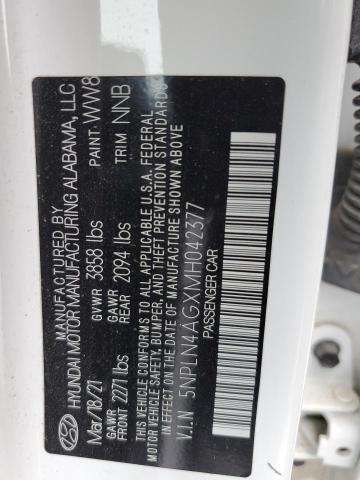 MANUFACTURED BY
HYUNDAI MOTOR MANUFACTURING ALABAMA, LLC
Mar/18/21 GVWR 3858 lbs PAINT WW8
GAWR FRONT 2271 lbs GAWR REAR 2094 lbs TRIM NNB
THIS VEHICLE CONFORMS TO ALL APPLICABLE U.S.A. FEDERAL
MOTOR VEHICLE SAFETY, BUMPER, AND THEFT PREVENTION
STANDARDS IN EFFECT ON THE DATE OF MANUFACTURE SHOWN ABOVE
V.I.N 5NPLN4AGXMH042377
PASSENGER CAR